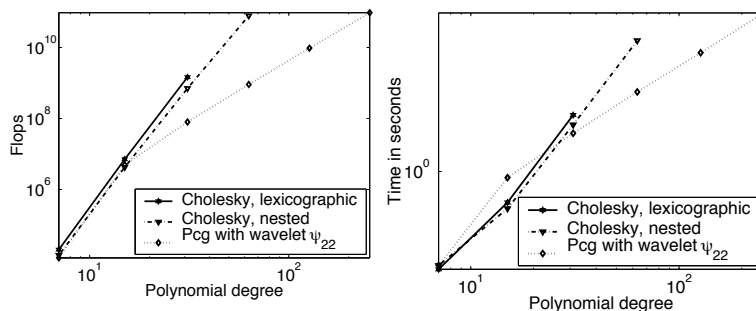 10^10
10^8
10^6
Flops
Cholesky, lexicographic
Cholesky, nested
Pcg with wavelet ψ_22
10^1
10^2
Polynomial degree
Time in seconds
10^0
Cholesky, lexicographic
Cholesky, nested
Pcg with wavelet ψ_22
10^1
10^2
Polynomial degree